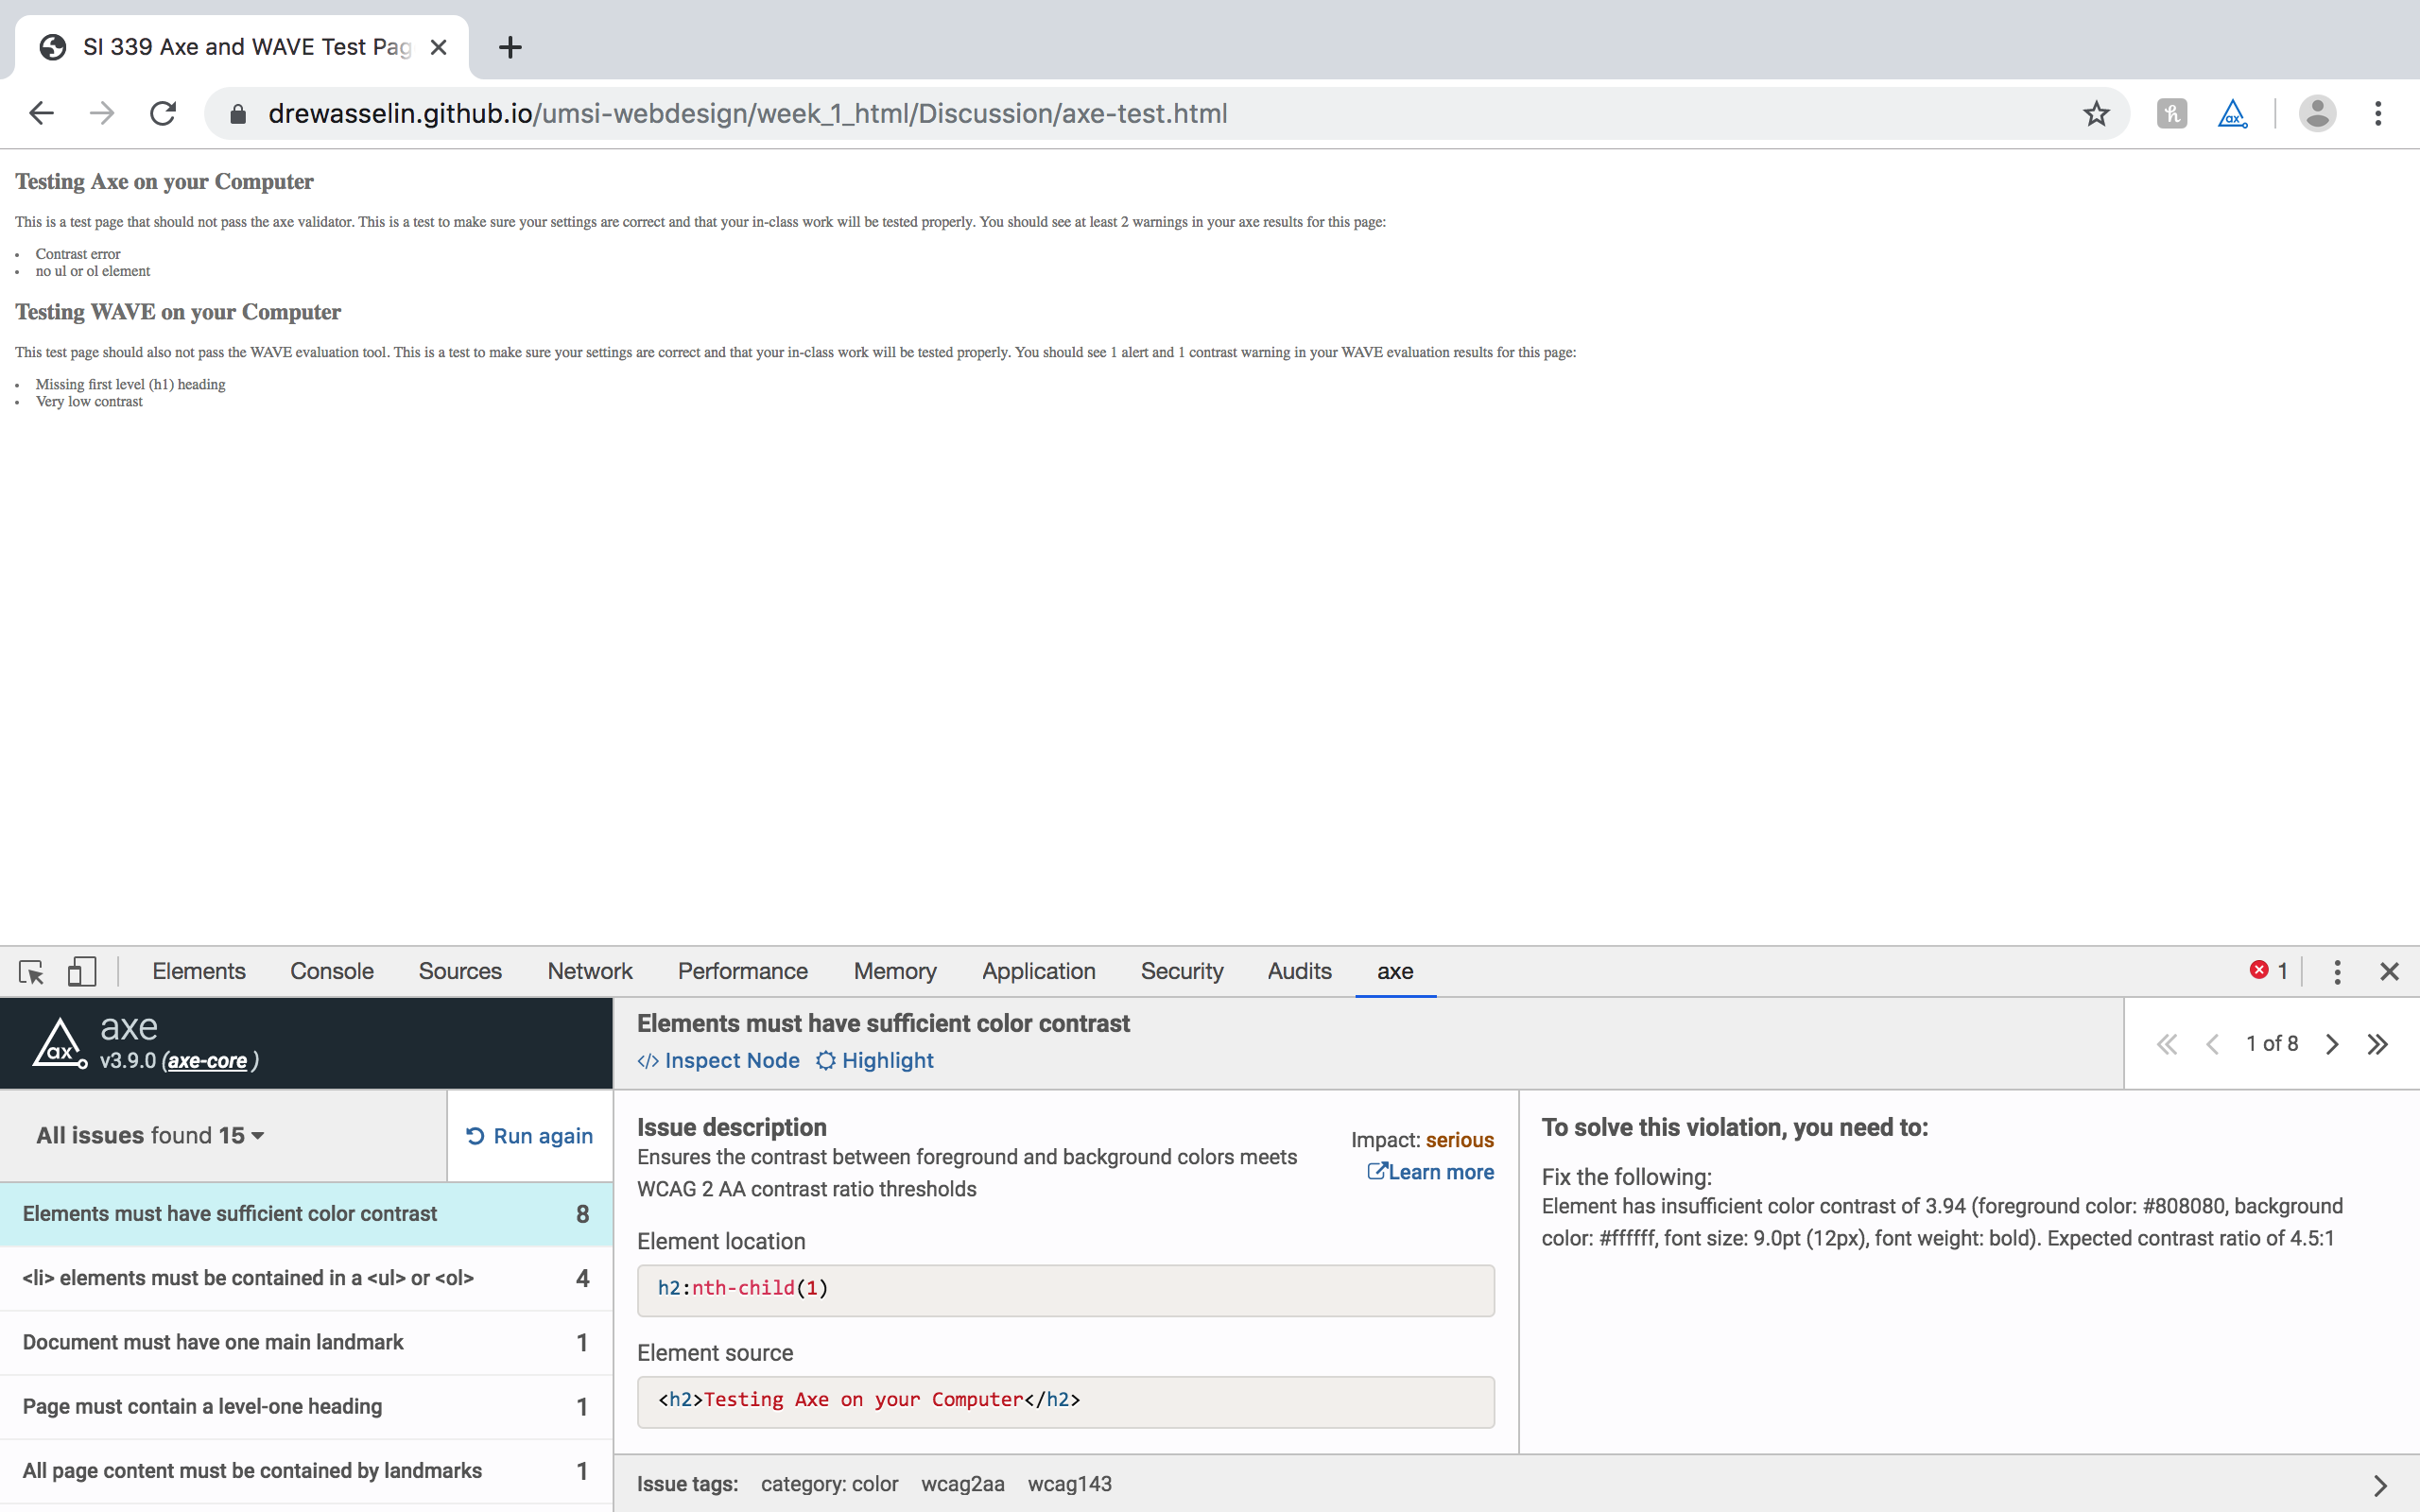 SI 339 Axe and WAVE Test Pag
drewasselin.github.io/umsi-webdesign/week_1_html/Discussion/axe-test.html
Testing Axe on your Computer
This is a test page that should not pass the axe validator. This is a test to make sure your settings are correct and that your in-class work will be tested properly. You should see at least 2 warnings in your axe results for this page:
• Contrast error
• no ul or ol element
Testing WAVE on your Computer
This test page should also not pass the WAVE evaluation tool. This is a test to make sure your settings are correct and that your in-class work will be tested properly. You should see 1 alert and 1 contrast warning in your WAVE evaluation results for this page:
• Missing first level (h1) heading
• Very low contrast
Elements Console Sources Network Performance Memory Application Security Audits axe 1
ax
axe
v3.9.0 (axe-core )
All issues found 15
Run again
Elements must have sufficient color contrast 8
<li> elements must be contained in a <ul> or <ol> 4
Document must have one main landmark 1
Page must contain a level-one heading 1
All page content must be contained by landmarks 1
Elements must have sufficient color contrast
</> Inspect Node Highlight
1 of 8
Issue description
Ensures the contrast between foreground and background colors meets
WCAG 2 AA contrast ratio thresholds
Impact: serious
Learn more
Element location
h2:nth-child(1)
Element source
<h2>Testing Axe on your Computer</h2>
To solve this violation, you need to:
Fix the following:
Element has insufficient color contrast of 3.94 (foreground color: #808080, background
color: #ffffff, font size: 9.0pt (12px), font weight: bold). Expected contrast ratio of 4.5:1
Issue tags: category: color wcag2aa wcag143